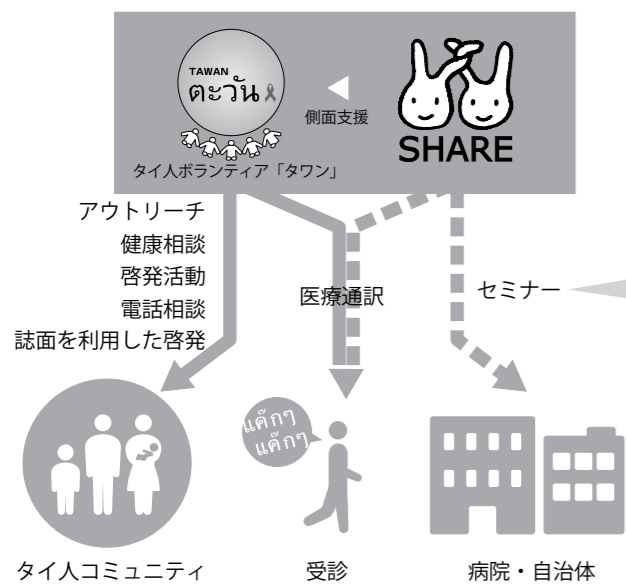 TAWAN
ตะวัน
側面支援
SHARE
タイ人ボランティア「タワン」
アウトリーチ
健康相談
啓発活動
電話相談
誌面を利用した啓発
医療通訳
セミナー
แค๊กๆ
แค๊กๆ
タイ人コミュニティ
受診
病院・自治体